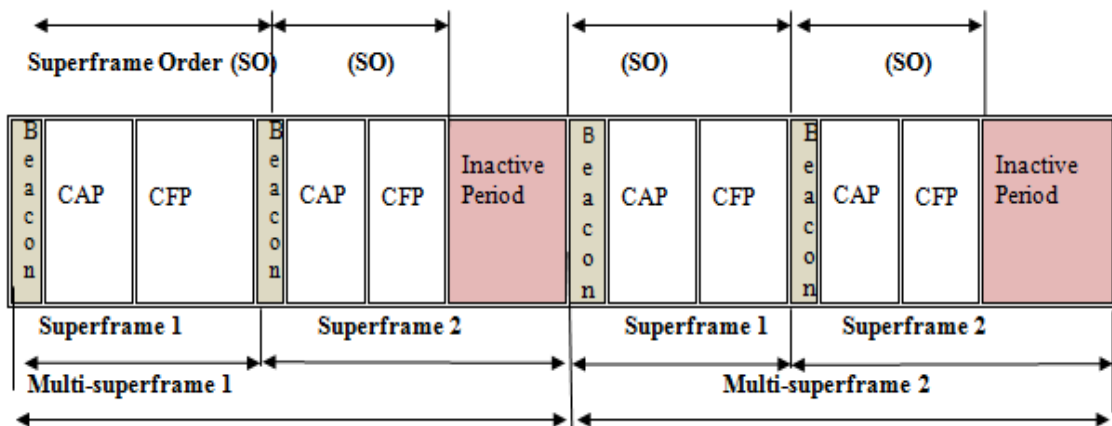 Superframe Order (SO) (SO) (SO) (SO)
Beacon CAP CFP Beacon CAP CFP Inactive Period Beacon CAP CFP Beacon CAP CFP Inactive Period
Superframe 1 Superframe 2 Superframe 1 Superframe 2
Multi-superframe 1 Multi-superframe 2